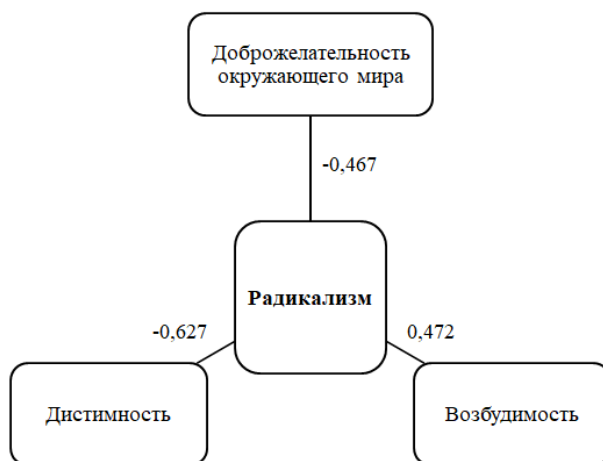 Доброжелательность
окружающего мира
-0,467
Радикализм
-0,627
0,472
Дистимность
Возбудимость